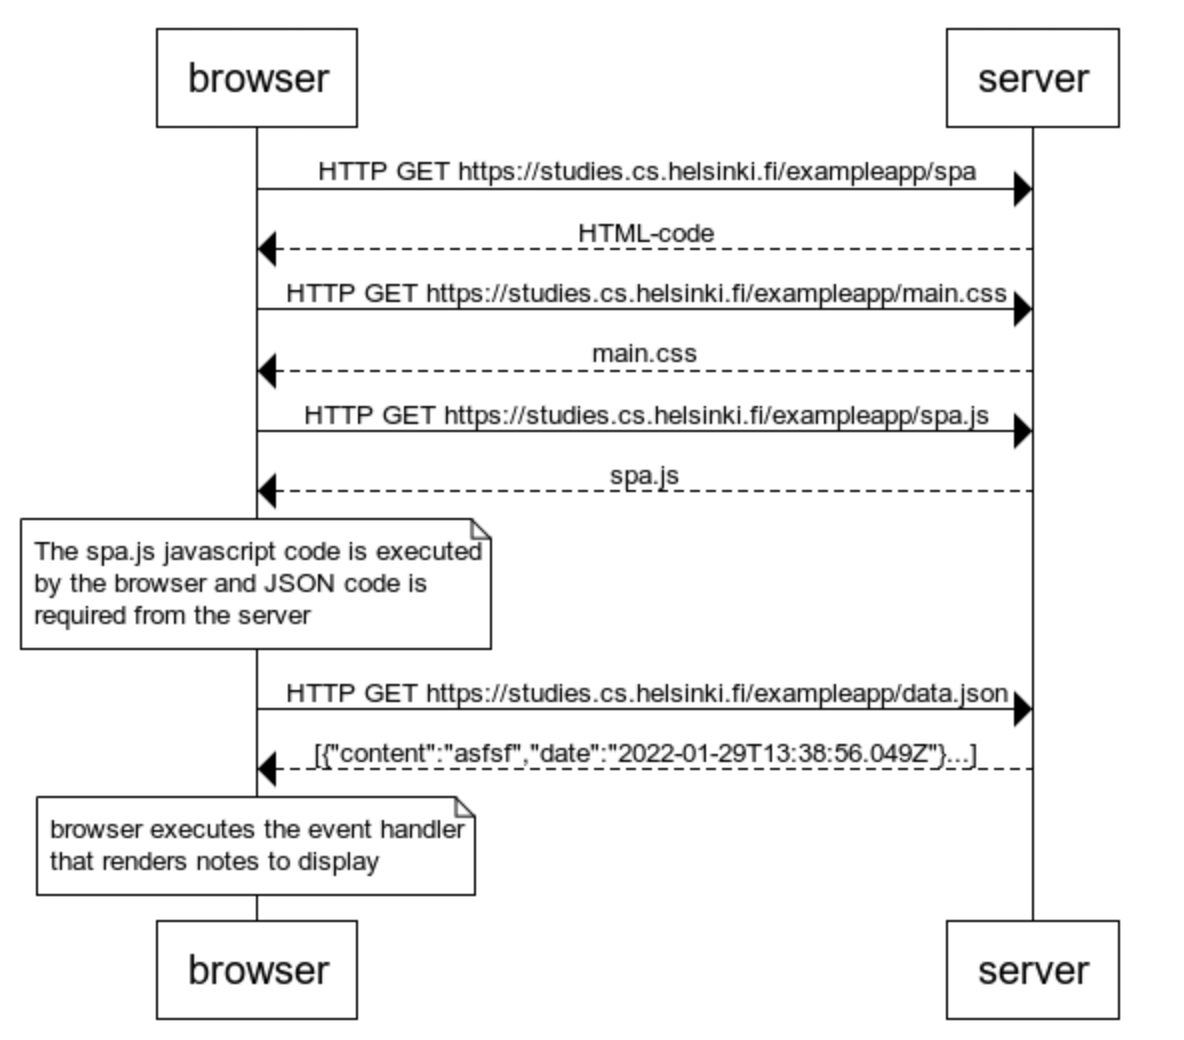 browser
server
HTTP GET https://studies.cs.helsinki.fi/exampleapp/spa
HTML-code
HTTP GET https://studies.cs.helsinki.fi/exampleapp/main.css
main.css
HTTP GET https://studies.cs.helsinki.fi/exampleapp/spa.js
spa.js
The spa.js javascript code is executed
by the browser and JSON code is
required from the server
HTTP GET https://studies.cs.helsinki.fi/exampleapp/data.json
[{"content":"asfsf","date":"2022-01-29T13:38:56.049Z"}...]
browser executes the event handler
that renders notes to display
browser
server